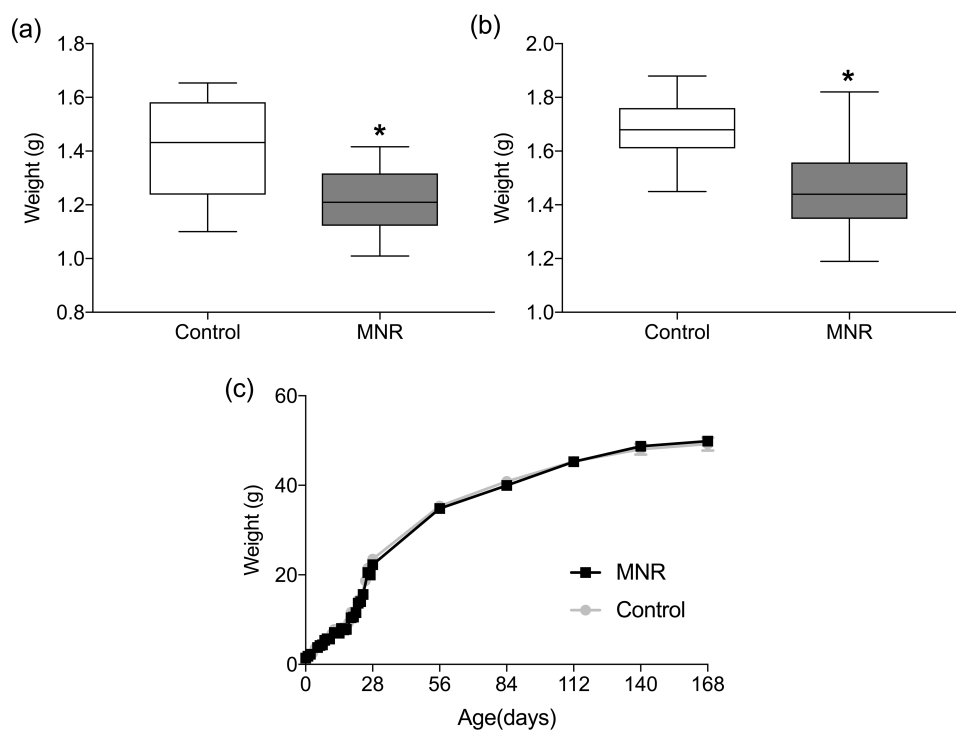 (a)
Weight (g)
1.8
1.6
1.4
1.2
1.0
0.8
*
Control MNR
(b)
Weight (g)
2.0
1.8
1.6
1.4
1.2
1.0
*
Control MNR
(c)
Weight (g)
60
40
20
0
MNR
Control
0 28 56 84 112 140 168
Age(days)